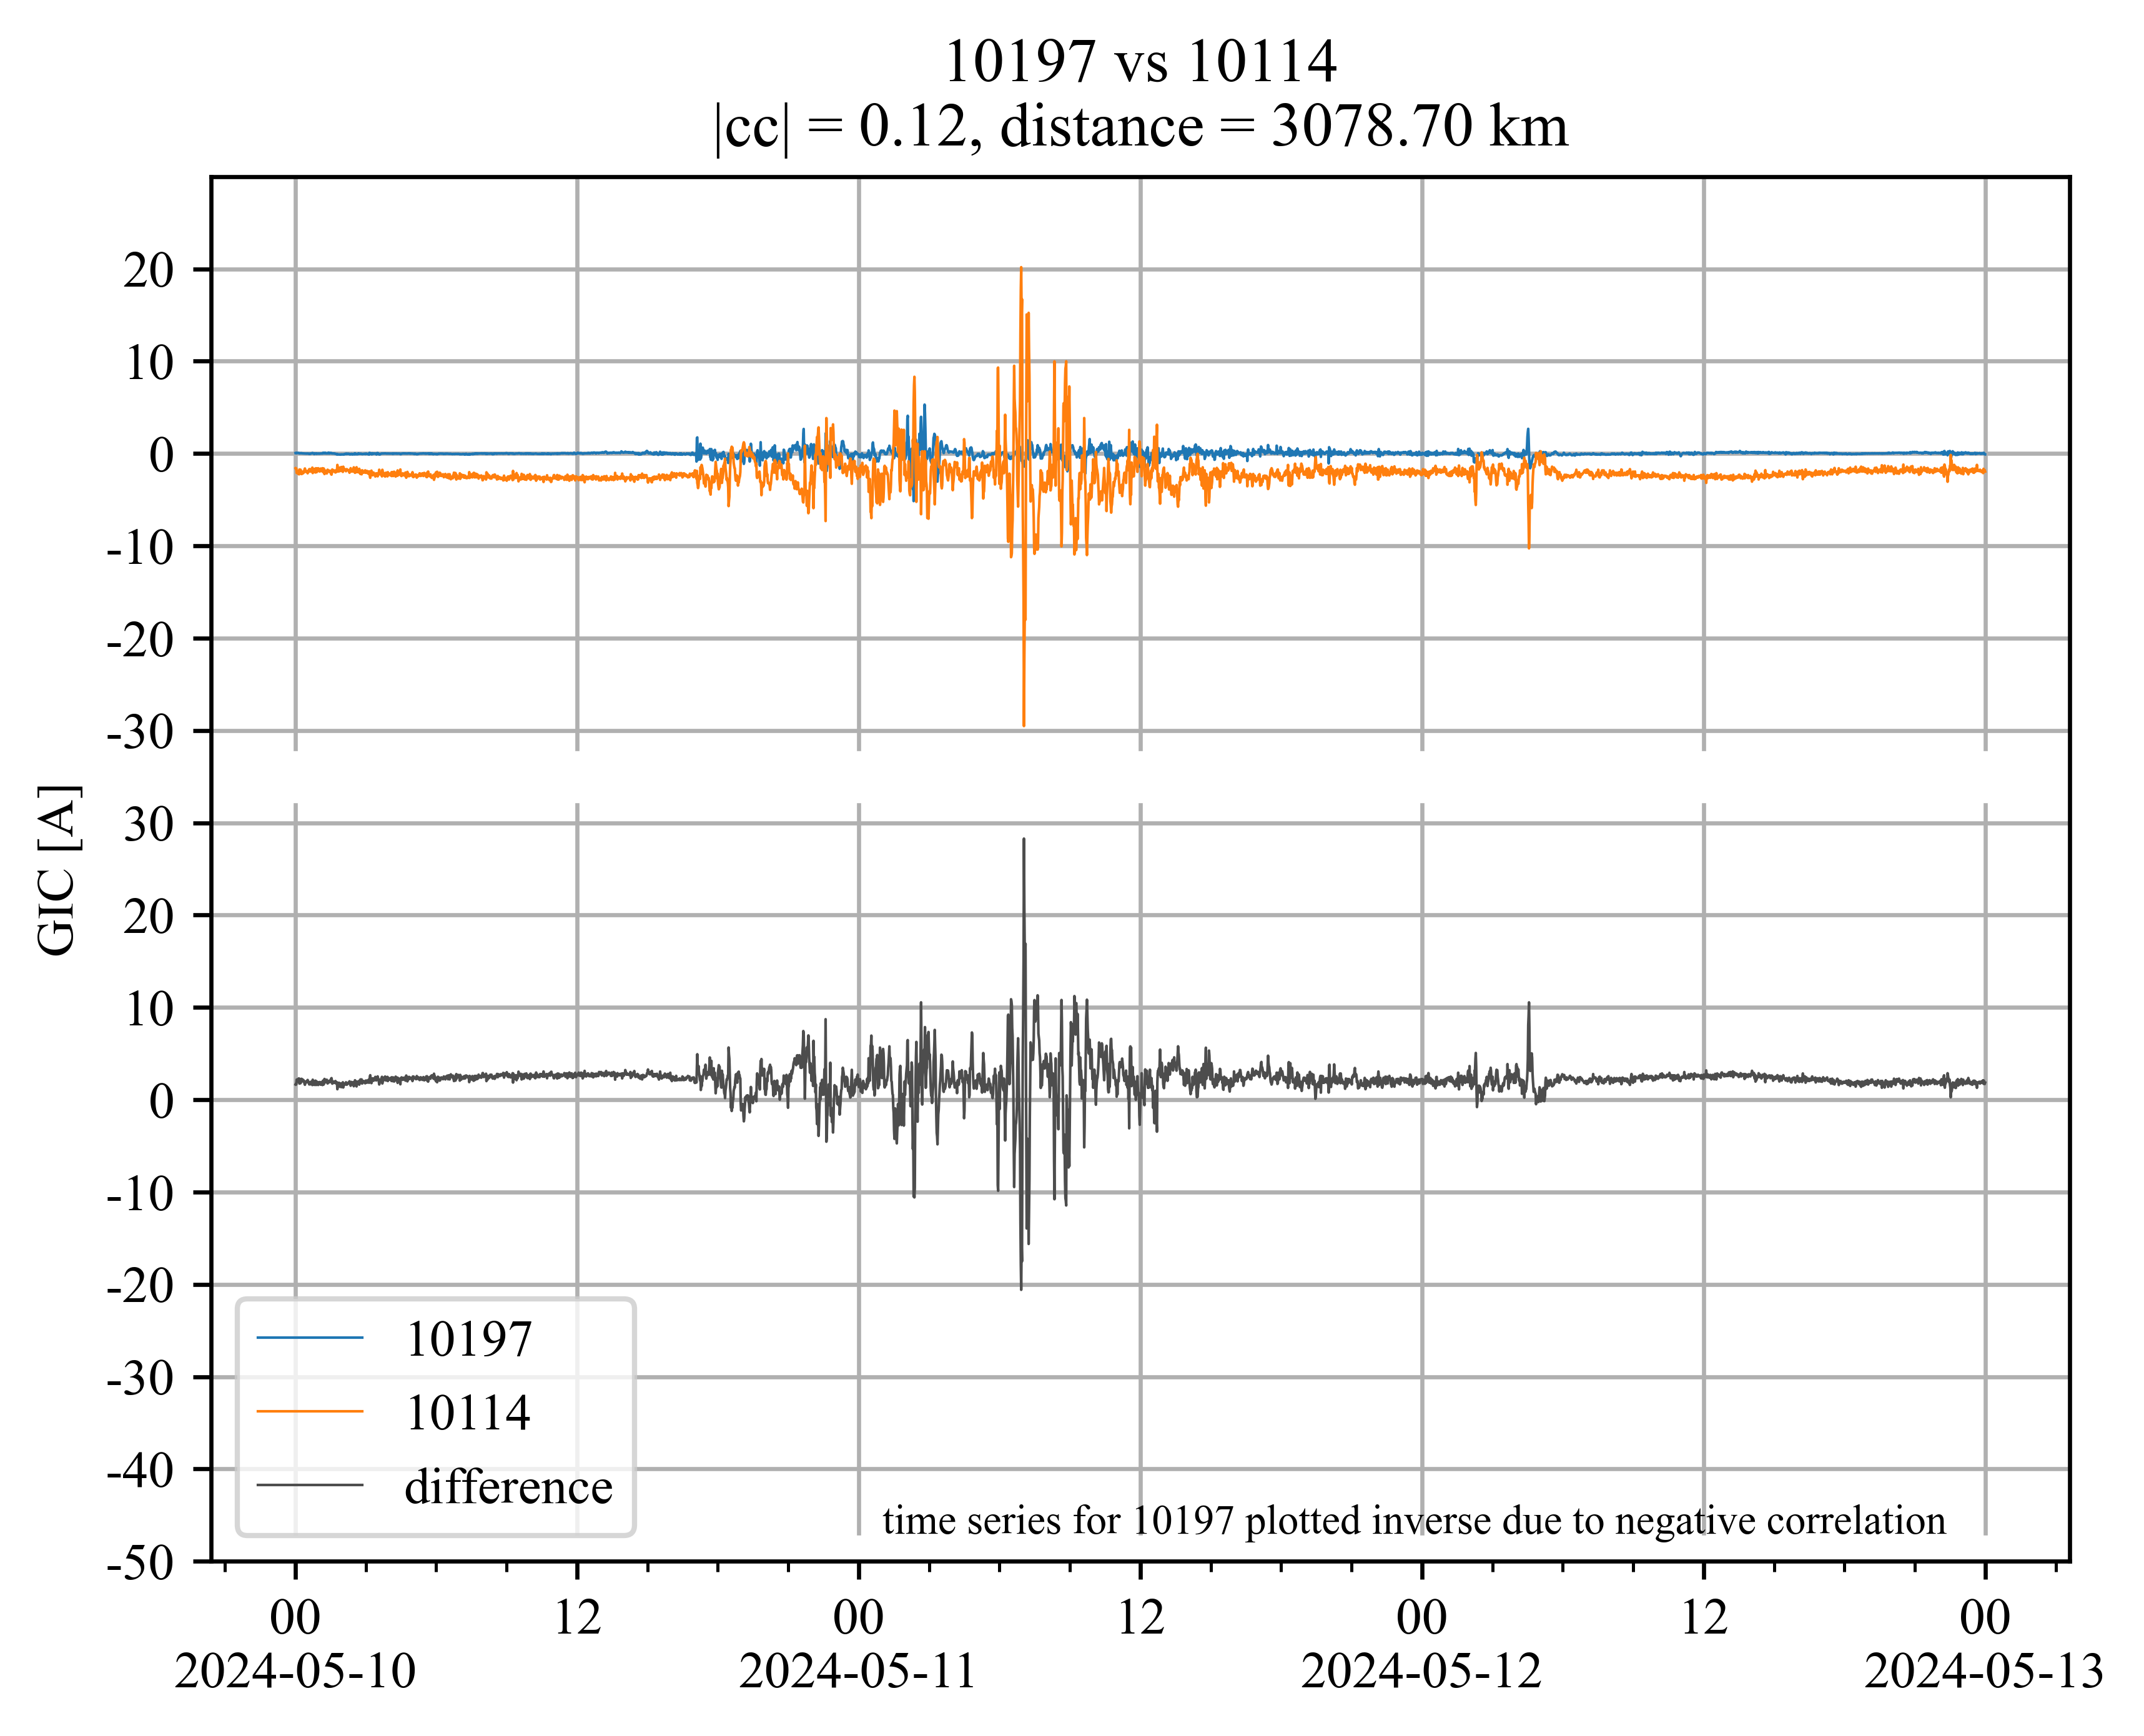 10197 vs 10114
|cc| = 0.12, distance = 3078.70 km
20
10
0
-10
-20
-30
GIC [A]
30
20
10
0
-10
-20
-30
-40
-50
10197
10114
difference
time series for 10197 plotted inverse due to negative correlation
00 12 00 12 00 12 00
2024-05-10 2024-05-11 2024-05-12 2024-05-13